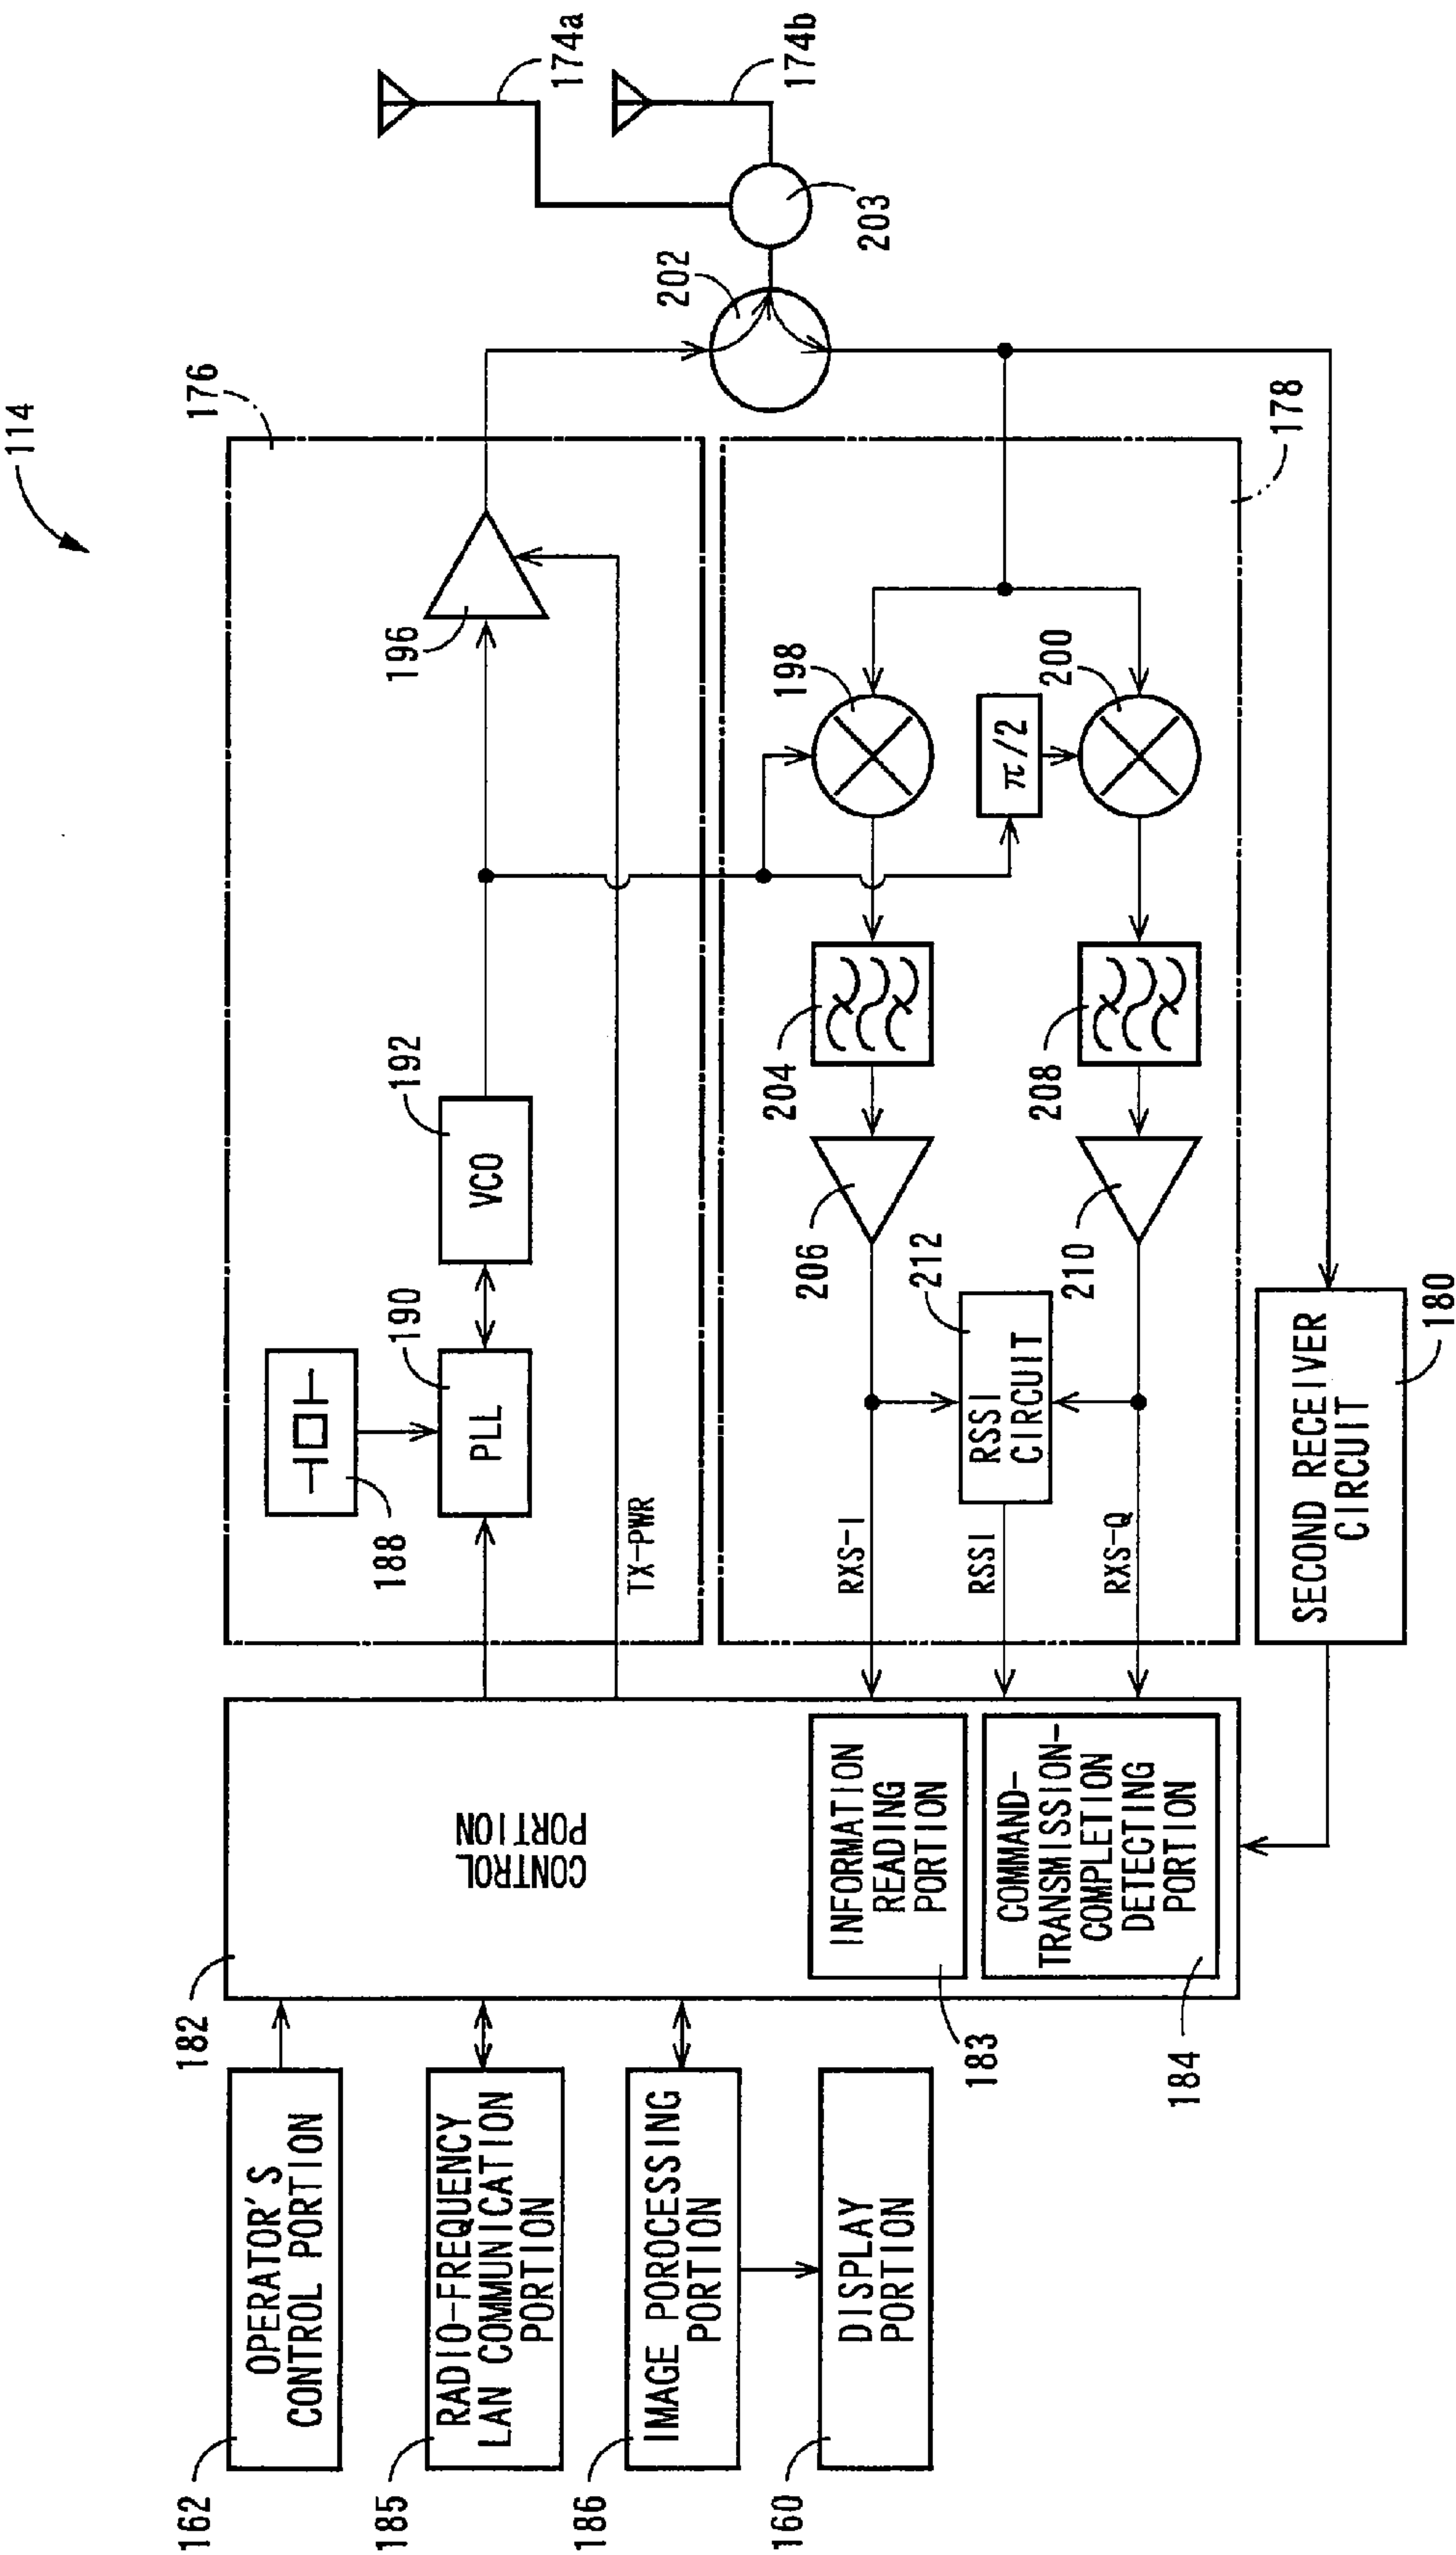 114
162
OPERATOR'S
CONTROL PORTION
185
RADIO-FREQUENCY
LAN COMMUNICATION
PORTION
186
IMAGE POROCESSING
PORTION
160
DISPLAY
PORTION
182
CONTROL
PORTION
183
INFORMATION
READING
PORTION
184
COMMAND-
TRANSMISSION-
COMPLETION
DETECTING
PORTION
176
188
190
PLL
192
VCO
196
TX-PWR
178
198
200
π/2
204
206
208
210
212
RSSI
CIRCUIT
RXS-I
RSSI
RXS-Q
SECOND RECEIVER
CIRCUIT
180
202
203
174a
174b